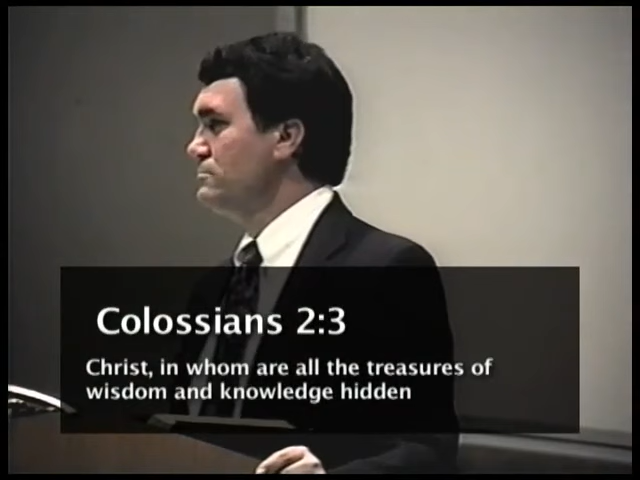 Colossians 2:3
Christ, in whom are all the treasures of
wisdom and knowledge hidden